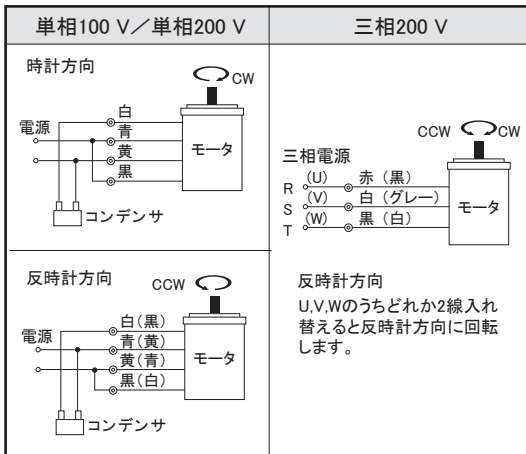 単相100 V／単相200 V
三相200 V
時計方向
CW
白
青
黄
黒
電源
モータ
コンデンサ
反時計方向
CCW
白(黒)
青(黄)
黄(青)
黒(白)
電源
モータ
コンデンサ
CCW
CW
三相電源
R (U) 赤（黒）
S (V) 白（グレー）
T (W) 黒（白）
モータ
反時計方向
U,V,Wのうちどれか2線入れ
替えると反時計方向に回転
します。